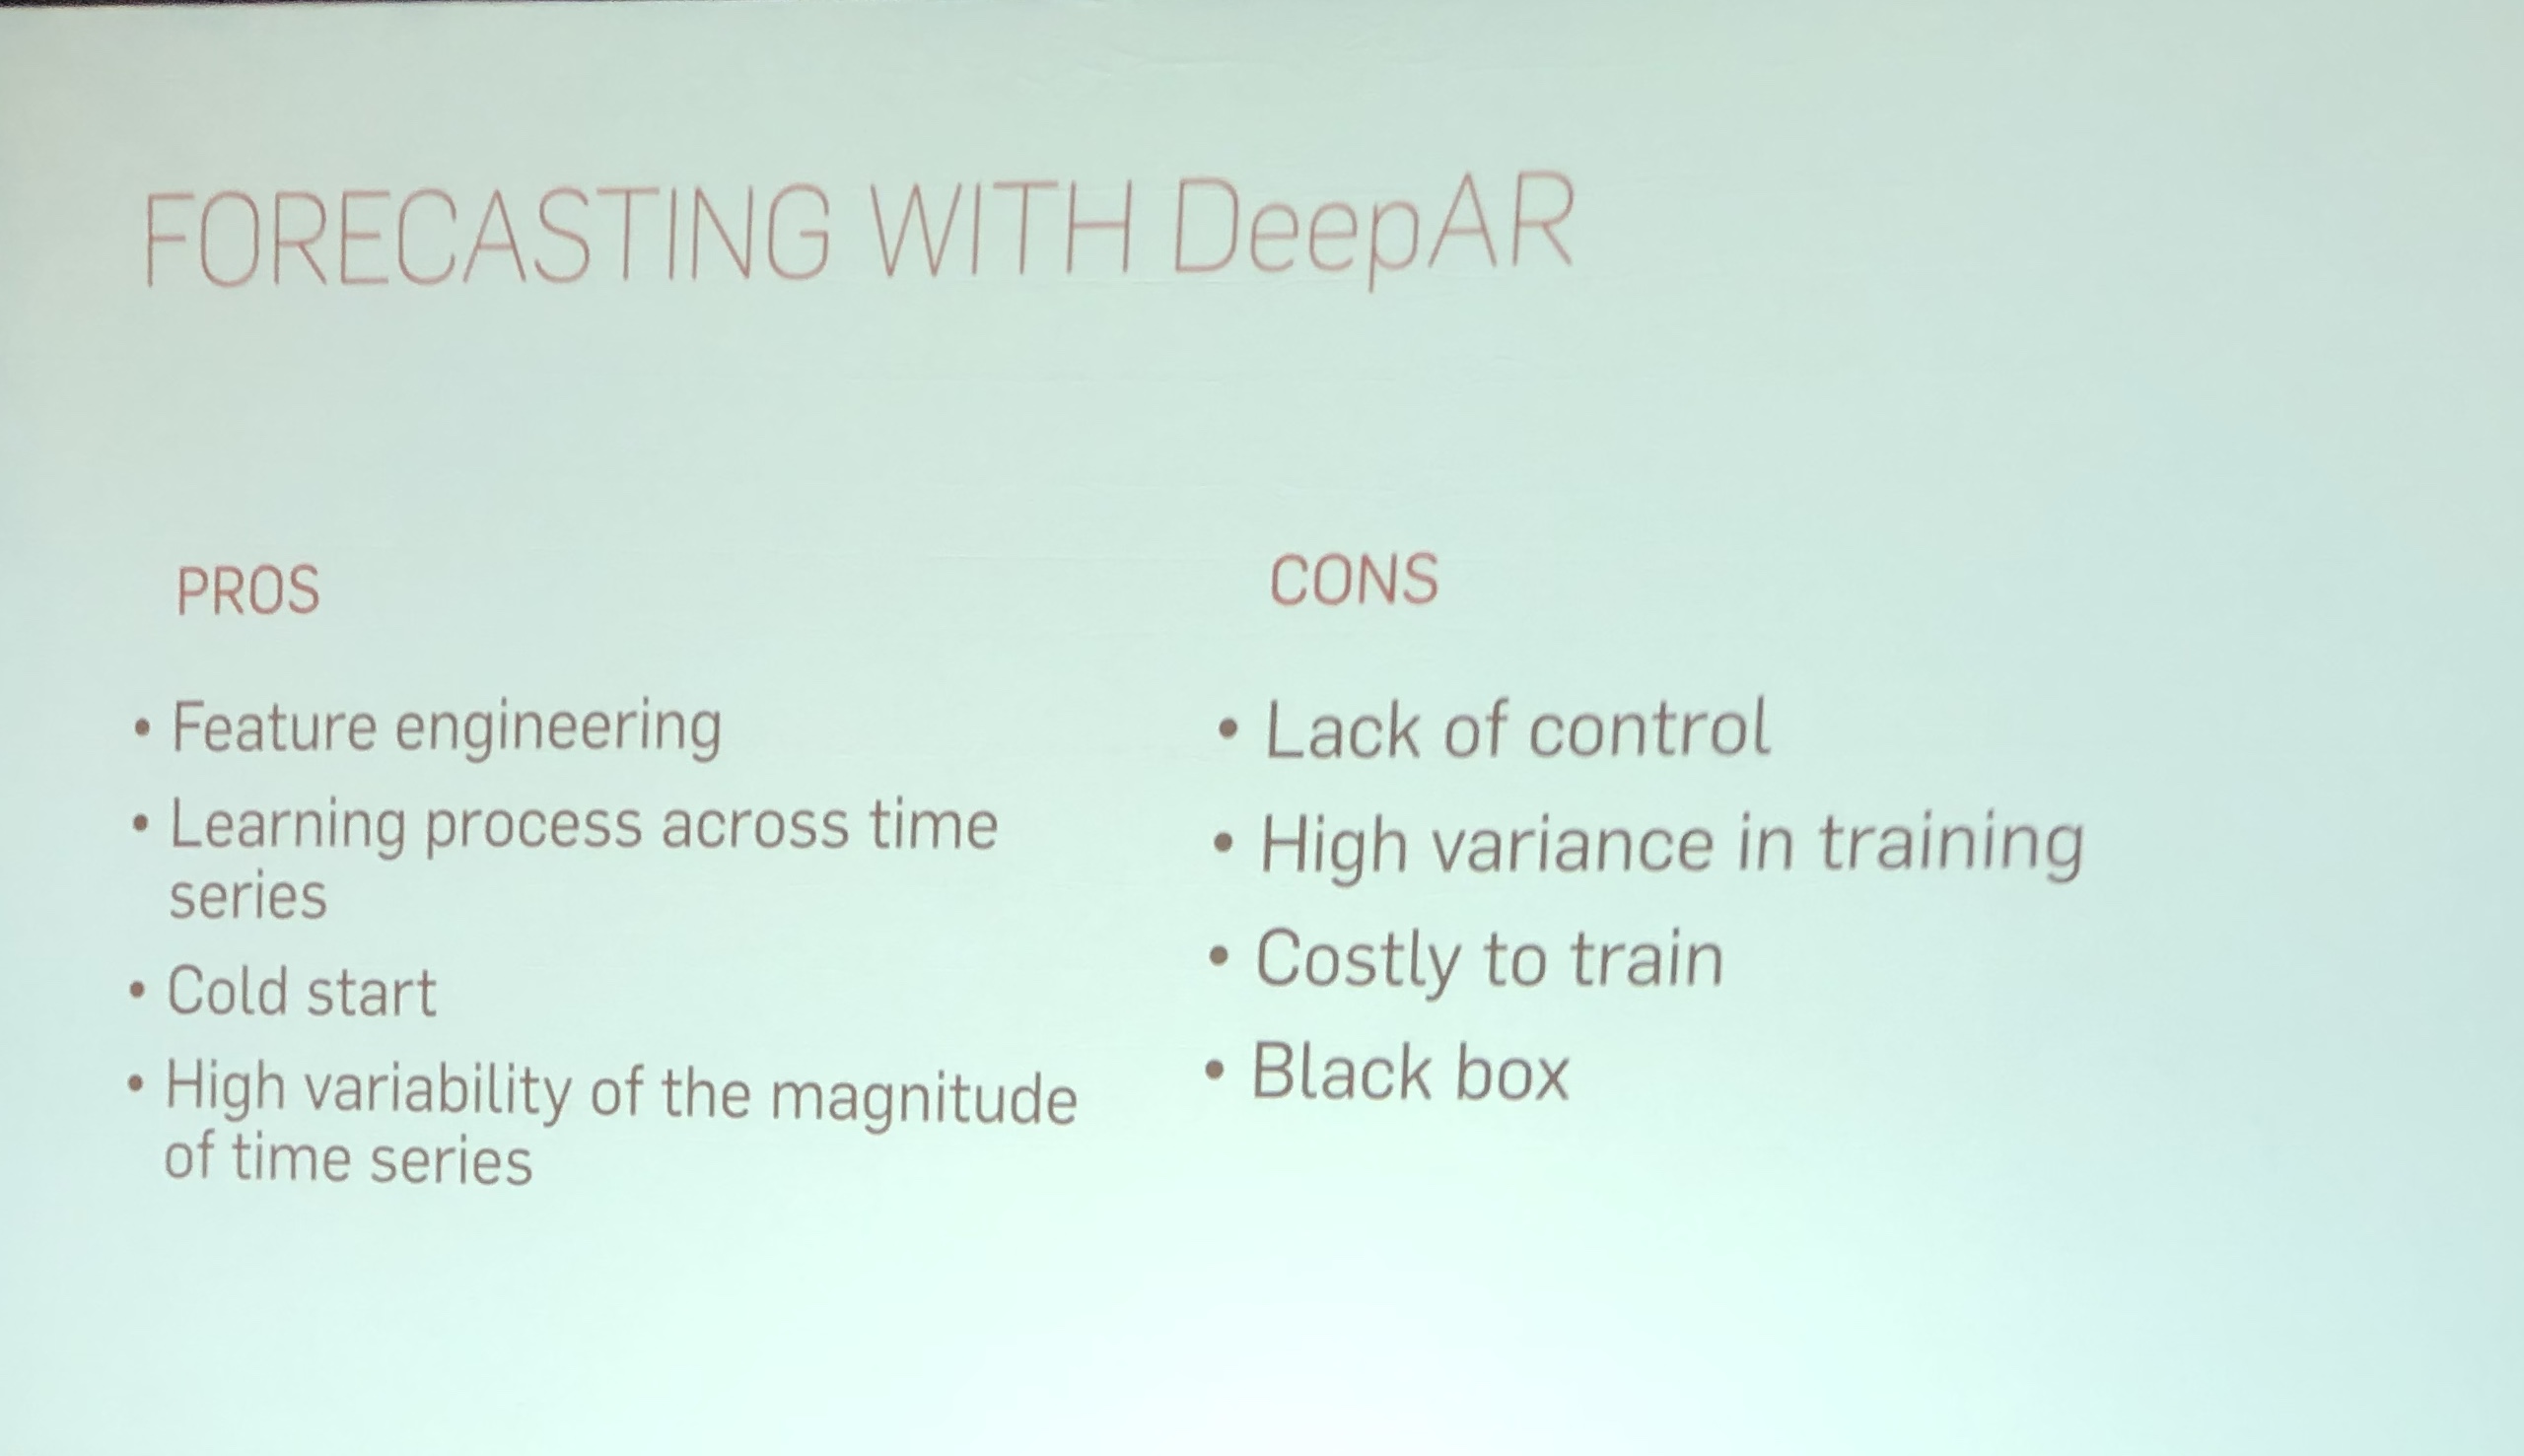 FORECASTING WITH DeepAR
PROS
• Feature engineering
• Learning process across time
series
• Cold start
• High variability of the magnitude
of time series
CONS
• Lack of control
• High variance in training
• Costly to train
• Black box